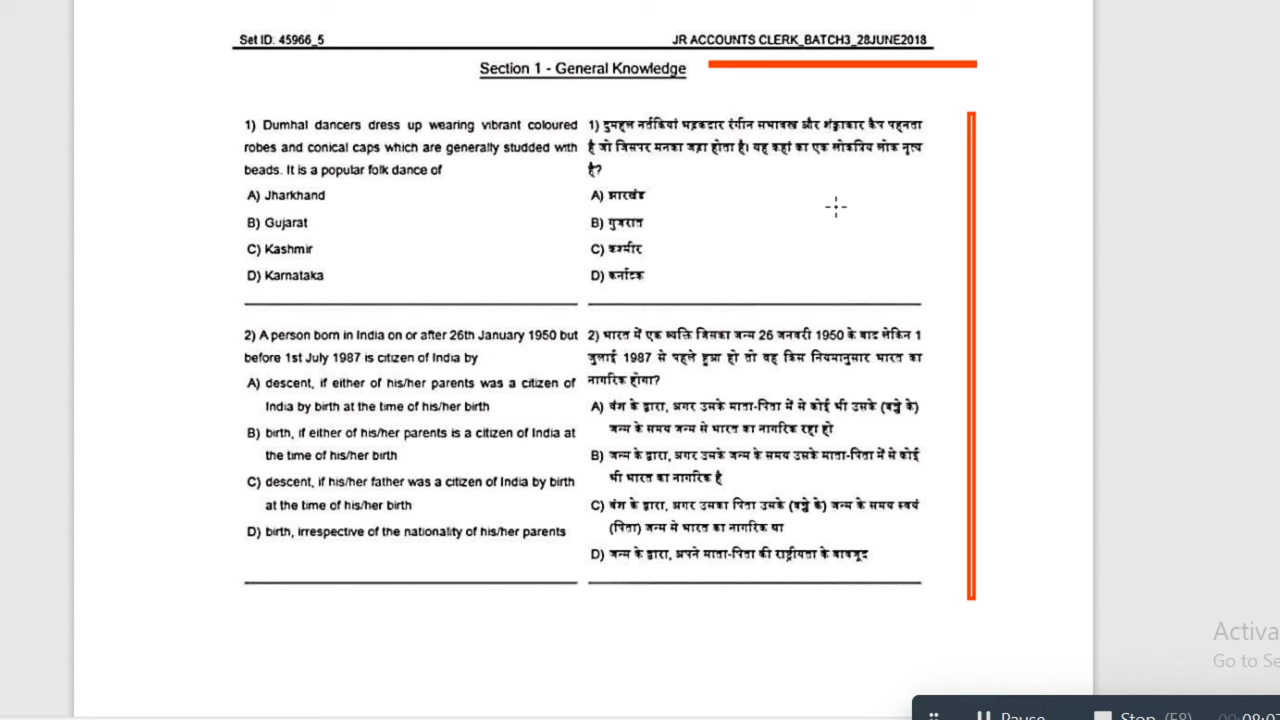 Set ID: 45966_5
JR ACCOUNTS CLERK_BATCH3_28JUNE2018
Section 1 - General Knowledge
1) Dumhal dancers dress up wearing vibrant coloured
robes and conical caps which are generally studded with
beads. It is a popular folk dance of
A) Jharkhand
B) Gujarat
C) Kashmir
D) Karnataka
1) दुमहल नर्तकियां भड़कदार रंगीन लबावस्त्र और शंक्वाकार कैप पहनता
है जो जिसपर मनका जड़ा होता है। यह कहां का एक लोकप्रिय लोक नृत्य
है?
A) झारखंड
B) गुजरात
C) कश्मीर
D) कर्नाटक
2) A person born in India on or after 26th January 1950 but
before 1st July 1987 is citizen of India by
A) descent, if either of his/her parents was a citizen of
India by birth at the time of his/her birth
B) birth, if either of his/her parents is a citizen of India at
the time of his/her birth
C) descent, if his/her father was a citizen of India by birth
at the time of his/her birth
D) birth, irrespective of the nationality of his/her parents
2) भारत में एक व्यक्ति जिसका जन्म 26 जनवरी 1950 के बाद लेकिन 1
जुलाई 1987 से पहले हुआ हो तो वह किस नियमानुसार भारत का
नागरिक होगा?
A) वंश के द्वारा, अगर उसके माता-पिता में से कोई भी उसके (बच्चे के)
जन्म के समय जन्म से भारत का नागरिक रहा हो
B) जन्म के द्वारा, अगर उसके जन्म के समय उसके माता-पिता में से कोई
भी भारत का नागरिक है
C) वंश के द्वारा, अगर उसका पिता उसके (बच्चे के) जन्म के समय स्वयं
(पिता) जन्म से भारत का नागरिक था
D) जन्म के द्वारा, अपने माता-पिता की राष्ट्रीयता के बावजूद
Activa
Go to Se
Pause
Stop (F8)